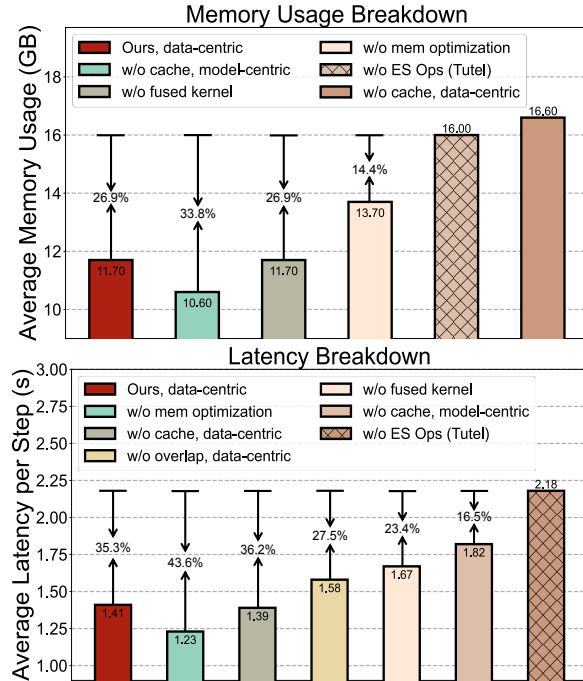 Memory Usage Breakdown
Average Memory Usage (GB)
18
16
14
12
10
Ours, data-centric
w/o cache, model-centric
w/o fused kernel
w/o mem optimization
w/o ES Ops (Tutel)
w/o cache, data-centric
26.9%
33.8%
26.9%
14.4%
11.70
10.60
11.70
13.70
16.00
16.60
Latency Breakdown
Average Latency per Step (s)
3.00
2.75
2.50
2.25
2.00
1.75
1.50
1.25
1.00
Ours, data-centric
w/o mem optimization
w/o cache, data-centric
w/o overlap, data-centric
w/o fused kernel
w/o cache, model-centric
w/o ES Ops (Tutel)
35.3%
43.6%
36.2%
27.5%
23.4%
16.5%
1.41
1.23
1.39
1.58
1.67
1.82
2.18